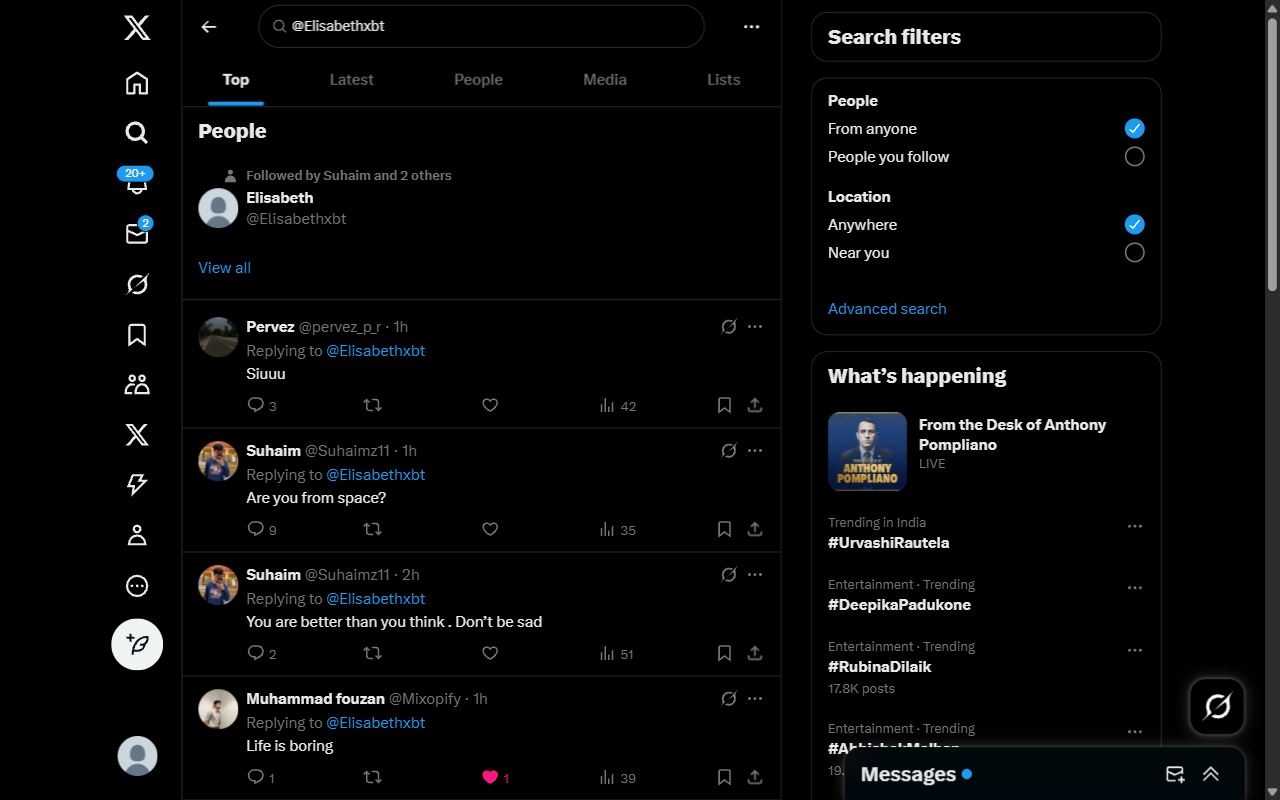 @Elisabethxbt
Top
Latest
People
Media
Lists
People
Followed by Suhaim and 2 others
Elisabeth
@Elisabethxbt
View all
Pervez @pervez_p_r · 1h
Replying to @Elisabethxbt
Siuuu
3
42
Suhaim @Suhaimz11 · 1h
Replying to @Elisabethxbt
Are you from space?
9
35
Suhaim @Suhaimz11 · 2h
Replying to @Elisabethxbt
You are better than you think . Don’t be sad
2
51
Muhammad fouzan @Mixopify · 1h
Replying to @Elisabethxbt
Life is boring
1
1
39
20+
2
Search filters
People
From anyone
People you follow
Location
Anywhere
Near you
Advanced search
What’s happening
ANTHONY
POMPLIANO
From the Desk of Anthony
Pompliano
LIVE
Trending in India
#UrvashiRautela
Entertainment · Trending
#DeepikaPadukone
Entertainment · Trending
#RubinaDilaik
17.8K posts
Entertainment · Trending
19.
Messages